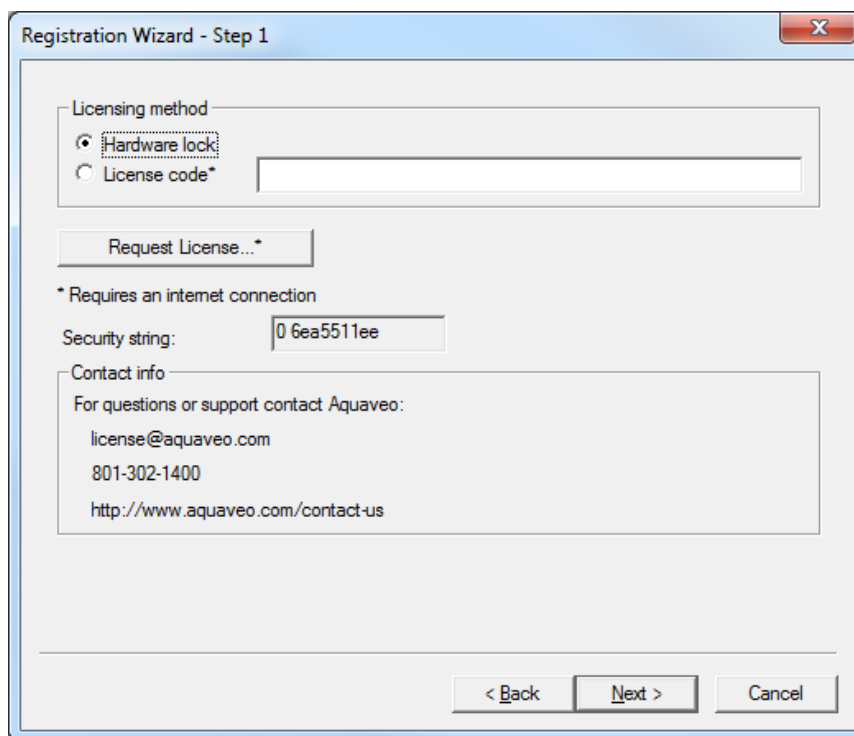 Registration Wizard - Step 1
Licensing method
Hardware lock
License code*
Request License...*
* Requires an internet connection
Security string: 0 6ea5511ee
Contact info
For questions or support contact Aquaveo:
license@aquaveo.com
801-302-1400
http://www.aquaveo.com/contact-us
< Back Next > Cancel